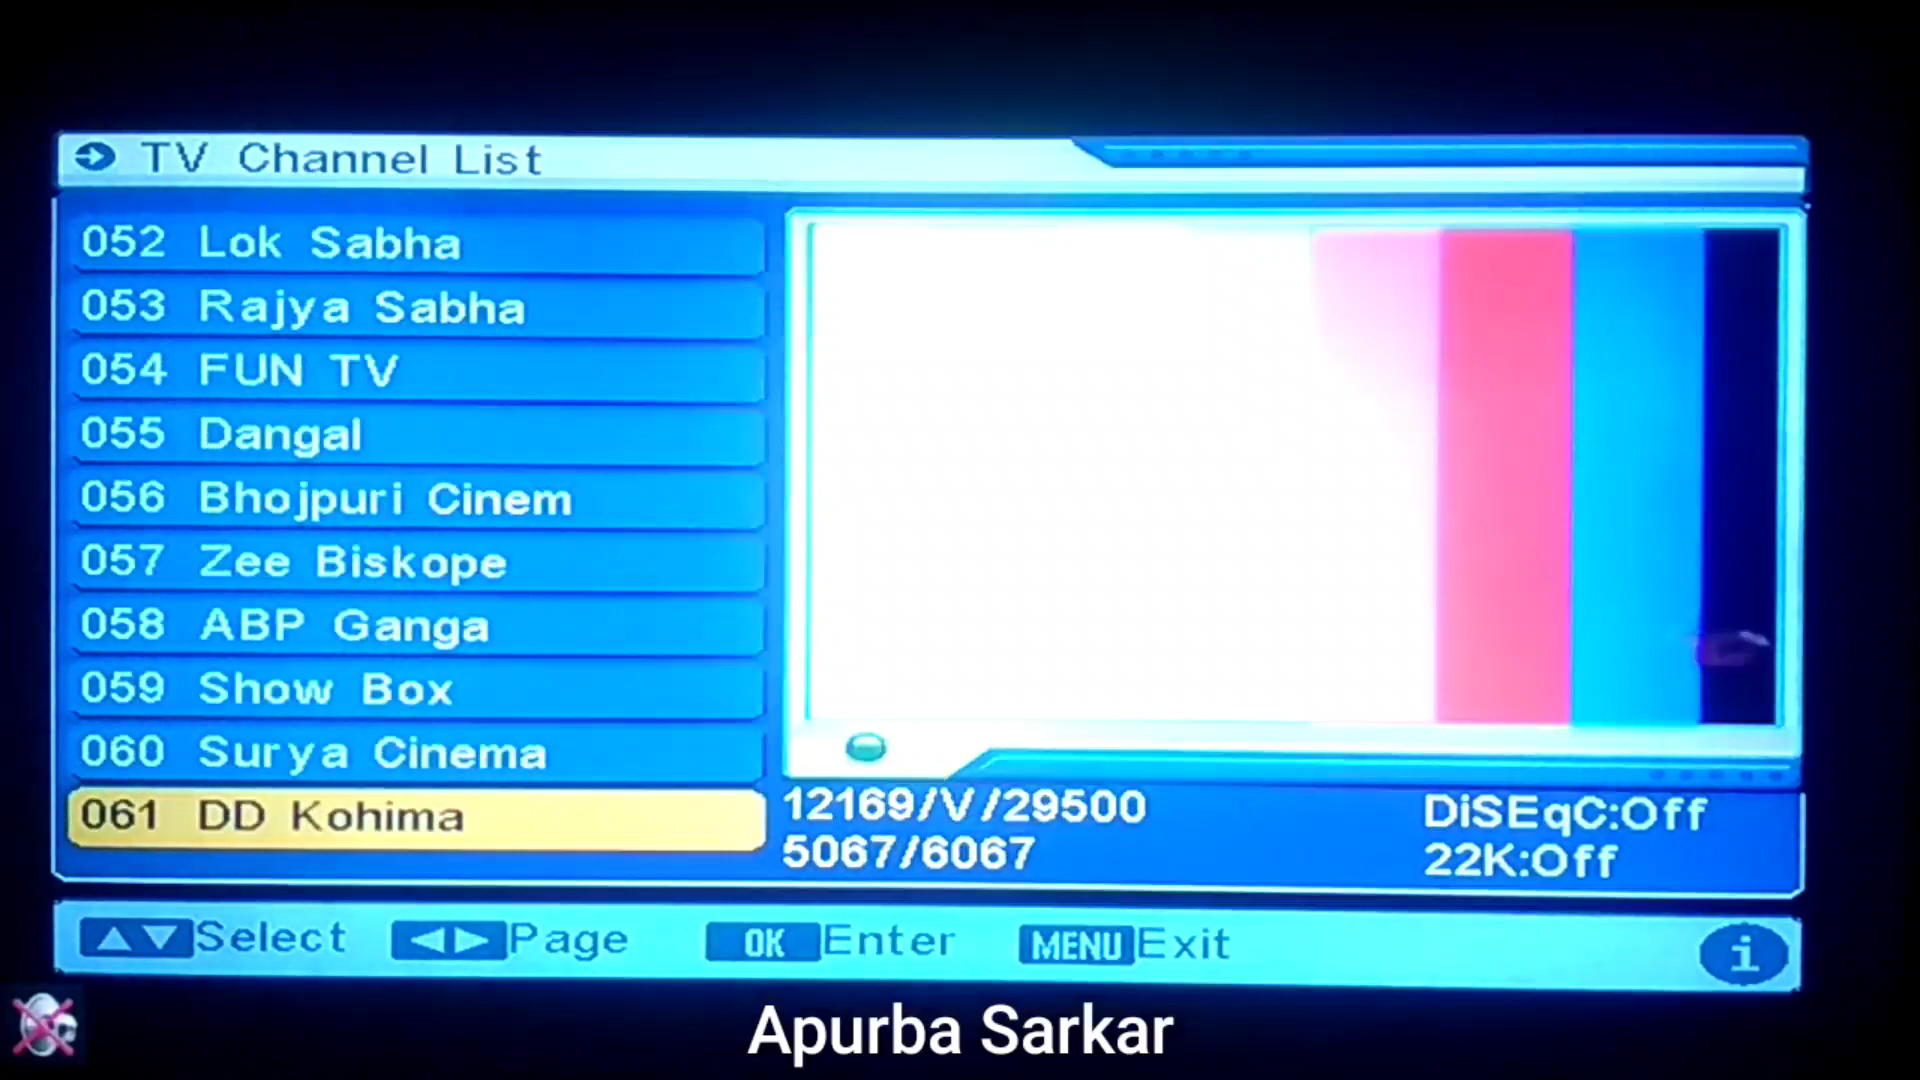 TV Channel List
052 Lok Sabha
053 Rajya Sabha
054 FUN TV
055 Dangal
056 Bhojpuri Cinem
057 Zee Biskope
058 ABP Ganga
059 Show Box
060 Surya Cinema
061 DD Kohima
12169/V/29500
5067/6067
DiSEqC:Off
22K:Off
Select Page OK Enter MENU Exit i
Apurba Sarkar